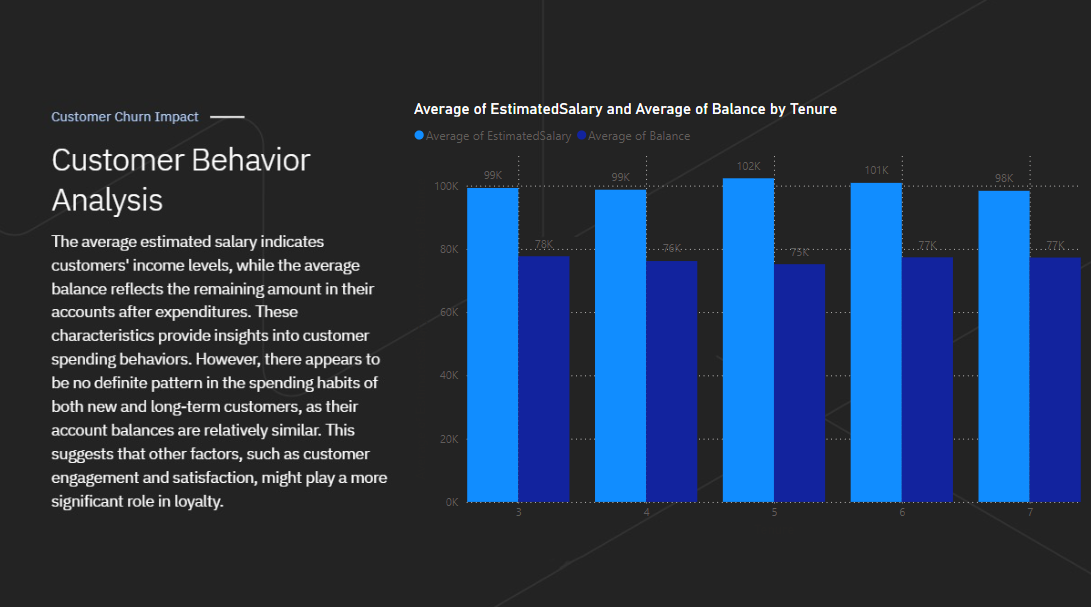 Customer Churn Impact
Customer Behavior
Analysis
The average estimated salary indicates
customers' income levels, while the average
balance reflects the remaining amount in their
accounts after expenditures. These
characteristics provide insights into customer
spending behaviors. However, there appears to
be no definite pattern in the spending habits of
both new and long-term customers, as their
account balances are relatively similar. This
suggests that other factors, such as customer
engagement and satisfaction, might play a more
significant role in loyalty.
Average of EstimatedSalary and Average of Balance by Tenure
Average of EstimatedSalary Average of Balance
100K
80K
60K
40K
20K
0K
99K
78K
99K
76K
102K
75K
101K
77K
98K
77K
3
4
5
6
7